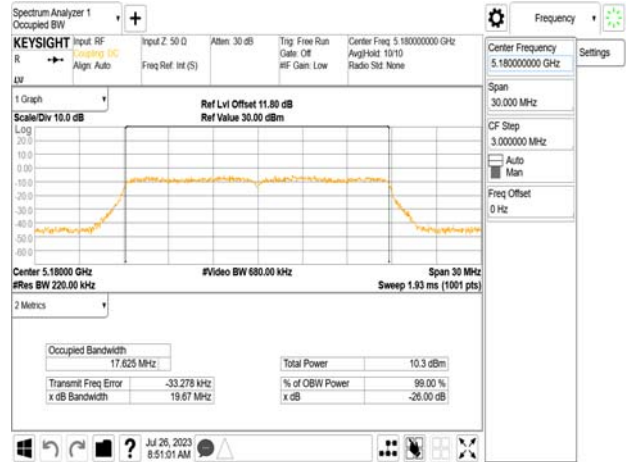 Spectrum Analyzer 1
Occupied BW
Frequency
KEYSIGHT
Input: RF
Coupling: DC
Align: Auto
Input Z: 50 Ω
Freq Ref: Int (S)
Atten: 30 dB
Trig: Free Run
Gate: Off
#IF Gain: Low
Center Freq: 5.180000000 GHz
Avg|Hold: 10/10
Radio Std: None
R
Center Frequency
5.180000000 GHz
Settings
Span
30.000 MHz
CF Step
3.000000 MHz
Auto
Man
Freq Offset
0 Hz
1 Graph
Scale/Div 10.0 dB
Ref Lvl Offset 11.80 dB
Ref Value 30.00 dBm
Log
20.0
10.0
0.00
-10.0
-20.0
-30.0
-40.0
-50.0
-60.0
Center 5.18000 GHz
#Res BW 220.00 kHz
#Video BW 680.00 kHz
Span 30 MHz
Sweep 1.93 ms (1001 pts)
2 Metrics
Occupied Bandwidth
17.625 MHz
Total Power 10.3 dBm
Transmit Freq Error -33.278 kHz
% of OBW Power 99.00 %
x dB Bandwidth 19.67 MHz
x dB -26.00 dB
?
Jul 26, 2023
8:51:01 AM